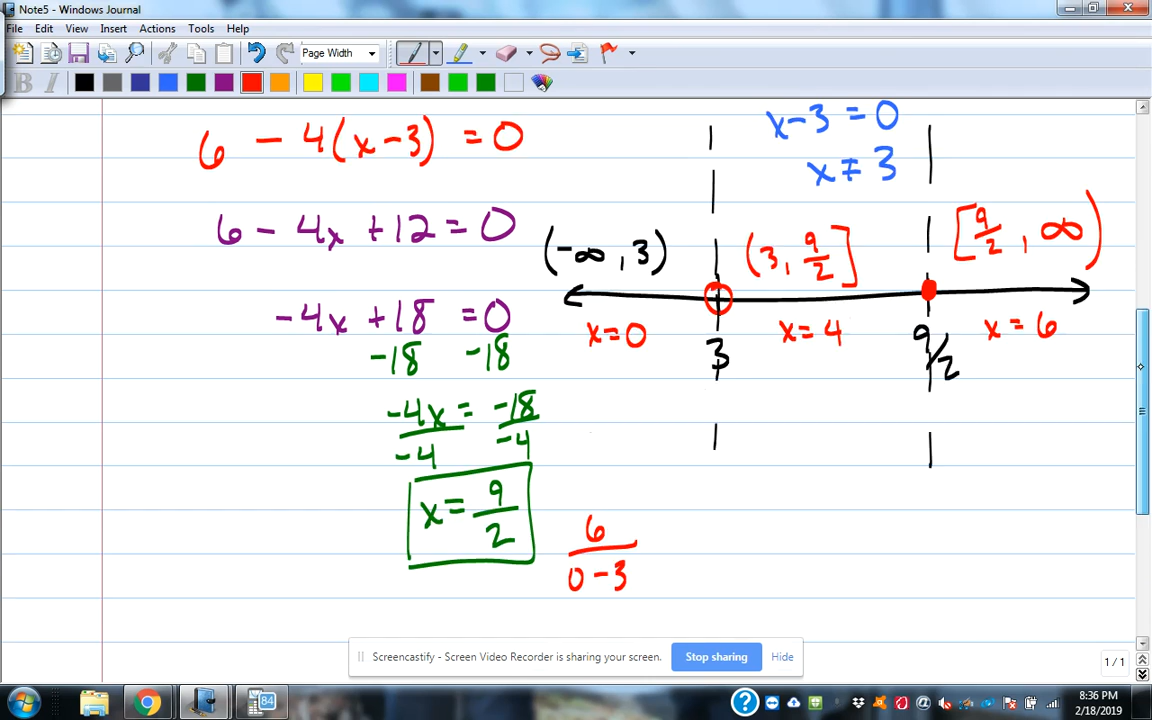 Note5 - Windows Journal
File Edit View Insert Actions Tools Help
Page Width
B I
6 - 4(x-3) = 0
6 - 4x +12 = 0
-4x +18 = 0
-18 -18
-4x = -18
-4 -4
x = 9/2
x-3 = 0
x ≠ 3
(-∞, 3) (3, 9/2] [9/2, ∞)
x=0 x=4 x=6
3 9/2
6
0-3
Screencastify - Screen Video Recorder is sharing your screen. Stop sharing Hide
1 / 1
84
8:36 PM
2/18/2019